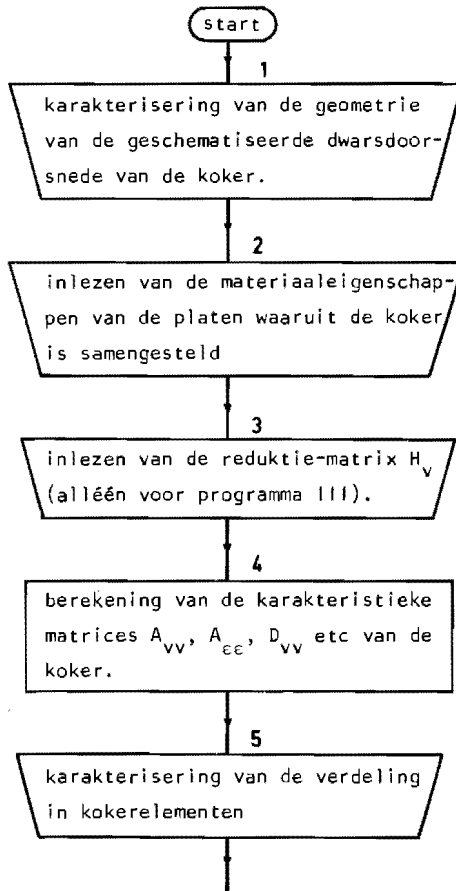 start
1
karakterisering van de geometrie
van de geschematiseerde dwarsdoor-
snede van de koker.
2
inlezen van de materiaaleigenschap-
pen van de platen waaruit de koker
is samengesteld
3
inlezen van de reduktie-matrix H_v
(alléén voor programma III).
4
berekening van de karakteristieke
matrices A_vv, A_εε, D_vv etc van de
koker.
5
karakterisering van de verdeling
in kokerelementen